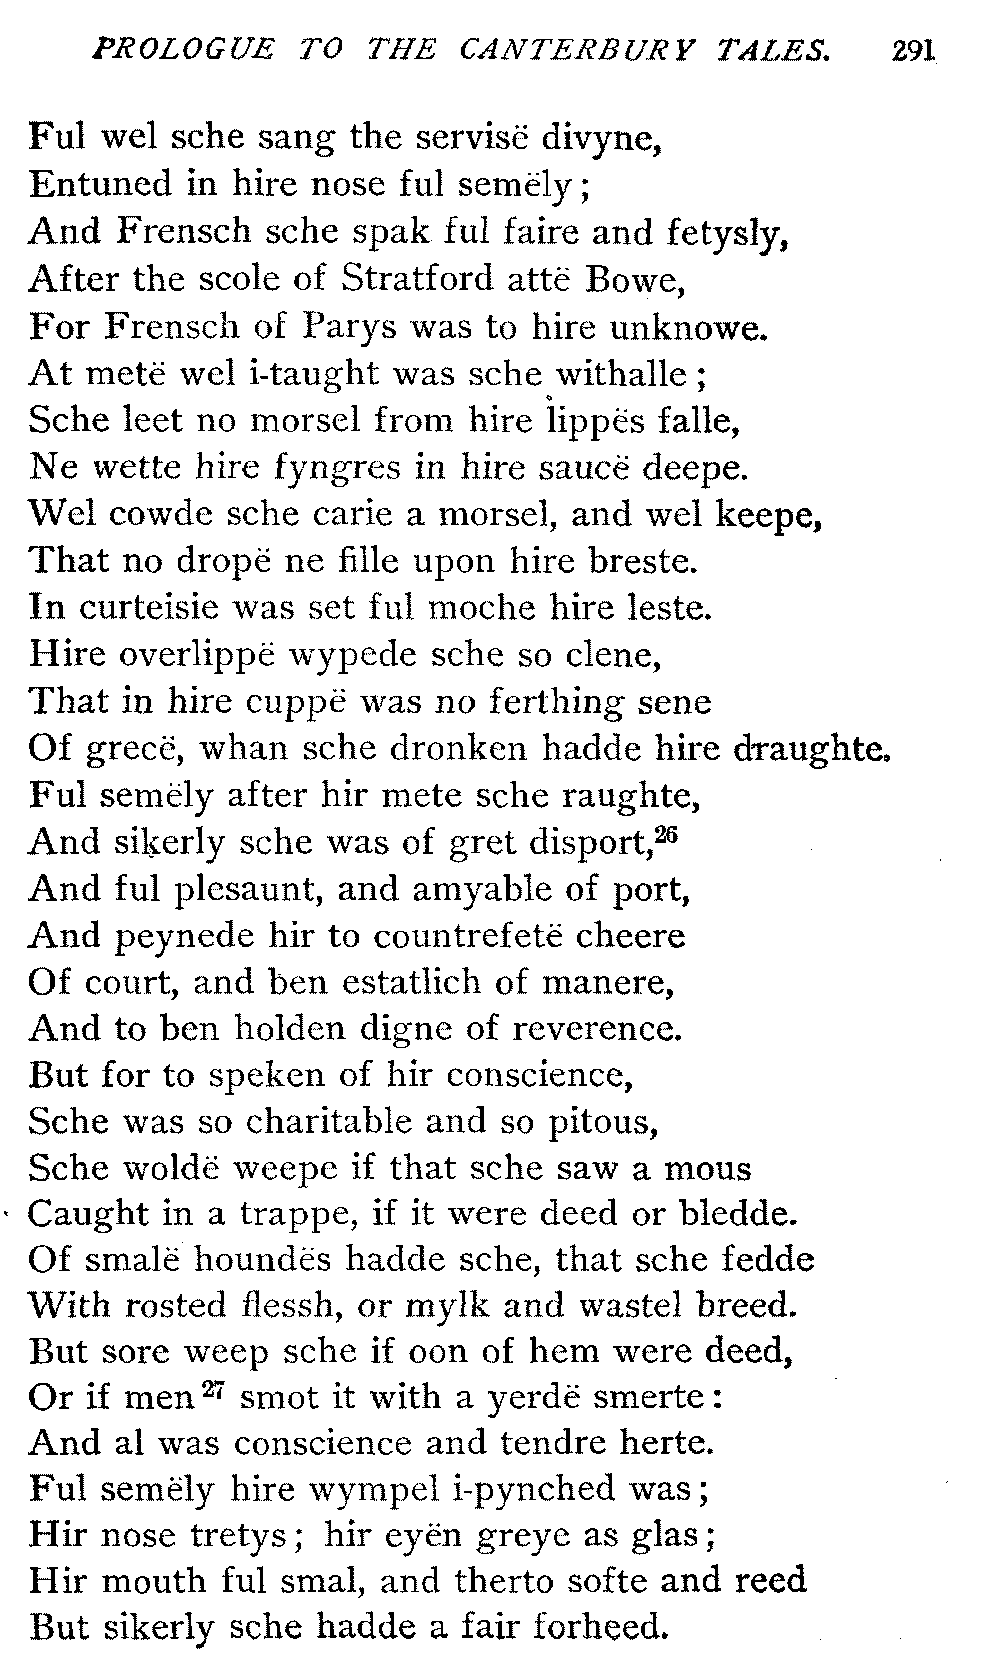 PROLOGUE TO THE CANTERBURY TALES. 291
Ful wel sche sang the servisë divyne,
Entuned in hire nose ful semëly;
And Frensch sche spak ful faire and fetysly,
After the scole of Stratford attë Bowe,
For Frensch of Parys was to hire unknowe.
At metë wel i-taught was sche withalle;
Sche leet no morsel from hire lippës falle,
Ne wette hire fyngres in hire saucë deepe.
Wel cowde sche carie a morsel, and wel keepe,
That no dropë ne fille upon hire breste.
In curteisie was set ful moche hire leste.
Hire overlippë wypede sche so clene,
That in hire cuppë was no ferthing sene
Of grecë, whan sche dronken hadde hire draughte.
Ful semëly after hir mete sche raughte,
And sikerly sche was of gret disport,26
And ful plesaunt, and amyable of port,
And peynede hir to countrefetë cheere
Of court, and ben estatlich of manere,
And to ben holden digne of reverence.
But for to speken of hir conscience,
Sche was so charitable and so pitous,
Sche woldë weepe if that sche saw a mous
Caught in a trappe, if it were deed or bledde.
Of smalë houndës hadde sche, that sche fedde
With rosted flessh, or mylk and wastel breed.
But sore weep sche if oon of hem were deed,
Or if men27 smot it with a yerdë smerte:
And al was conscience and tendre herte.
Ful semëly hire wympel i-pynched was;
Hir nose tretys; hir eyën greye as glas;
Hir mouth ful smal, and therto softe and reed
But sikerly sche hadde a fair forheed.